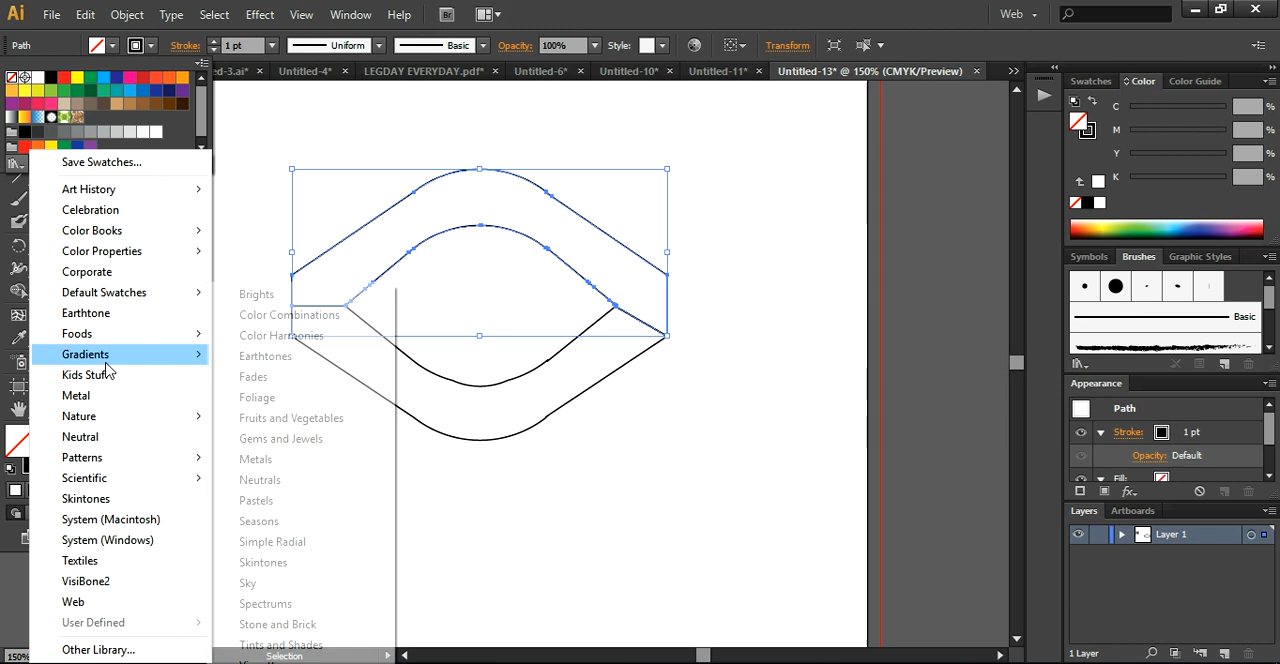 Ai File Edit Object Type Select Effect View Window Help Br Web
Path Stroke: 1 pt Uniform Basic Opacity: 100% Style: Transform
ed-3.ai* × Untitled-4* × LEGDAY EVERYDAY.pdf* × Untitled-6* × Untitled-10* × Untitled-11* × Untitled-13* @ 150% (CMYK/Preview) ×
Save Swatches...
Art History
Celebration
Color Books
Color Properties
Corporate
Default Swatches
Earthtone
Foods
Gradients
Kids Stuff
Metal
Nature
Neutral
Patterns
Scientific
Skintones
System (Macintosh)
System (Windows)
Textiles
VisiBone2
Web
User Defined
Other Library...
Brights
Color Combinations
Color Harmonies
Earthtones
Fades
Foliage
Fruits and Vegetables
Gems and Jewels
Metals
Neutrals
Pastels
Seasons
Simple Radial
Skintones
Sky
Spectrums
Stone and Brick
Tints and Shades
150%
Selection
Swatches Color Color Guide
C %
M %
Y %
K %
Symbols Brushes Graphic Styles
Basic
Appearance
Path
Stroke: 1 pt
Opacity: Default
Fill:
fx
Layers Artboards
Layer 1
1 Layer